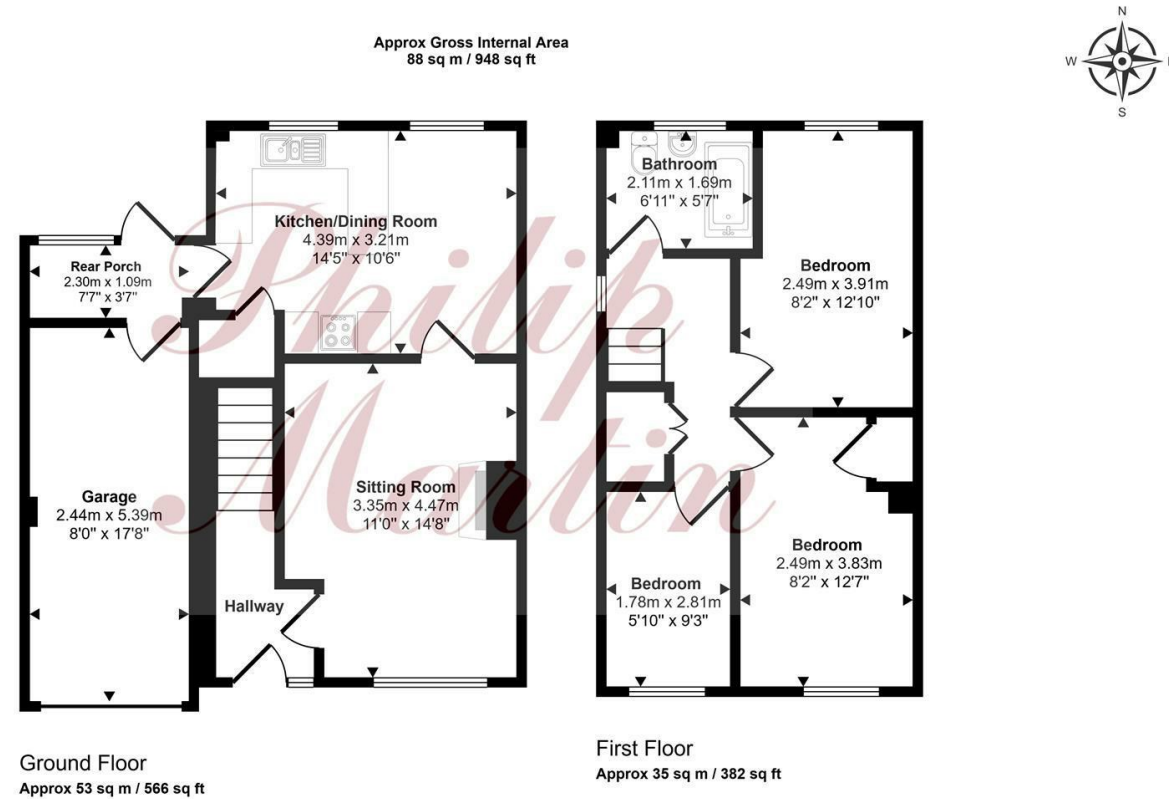 Approx Gross Internal Area
88 sq m / 948 sq ft
N
W
E
S
Kitchen/Dining Room
4.39m x 3.21m
14'5" x 10'6"
Rear Porch
2.30m x 1.09m
7'7" x 3'7"
Garage
2.44m x 5.39m
8'0" x 17'8"
Sitting Room
3.35m x 4.47m
11'0" x 14'8"
Hallway
Bathroom
2.11m x 1.69m
6'11" x 5'7"
Bedroom
2.49m x 3.91m
8'2" x 12'10"
Bedroom
2.49m x 3.83m
8'2" x 12'7"
Bedroom
1.78m x 2.81m
5'10" x 9'3"
Philip
Martin
Ground Floor
Approx 53 sq m / 566 sq ft
First Floor
Approx 35 sq m / 382 sq ft